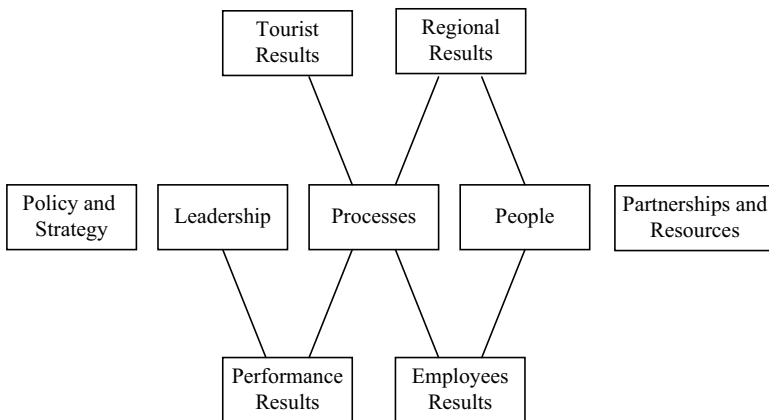 Tourist
Results
Regional
Results
Policy and
Strategy
Leadership
Processes
People
Partnerships and
Resources
Performance
Results
Employees
Results